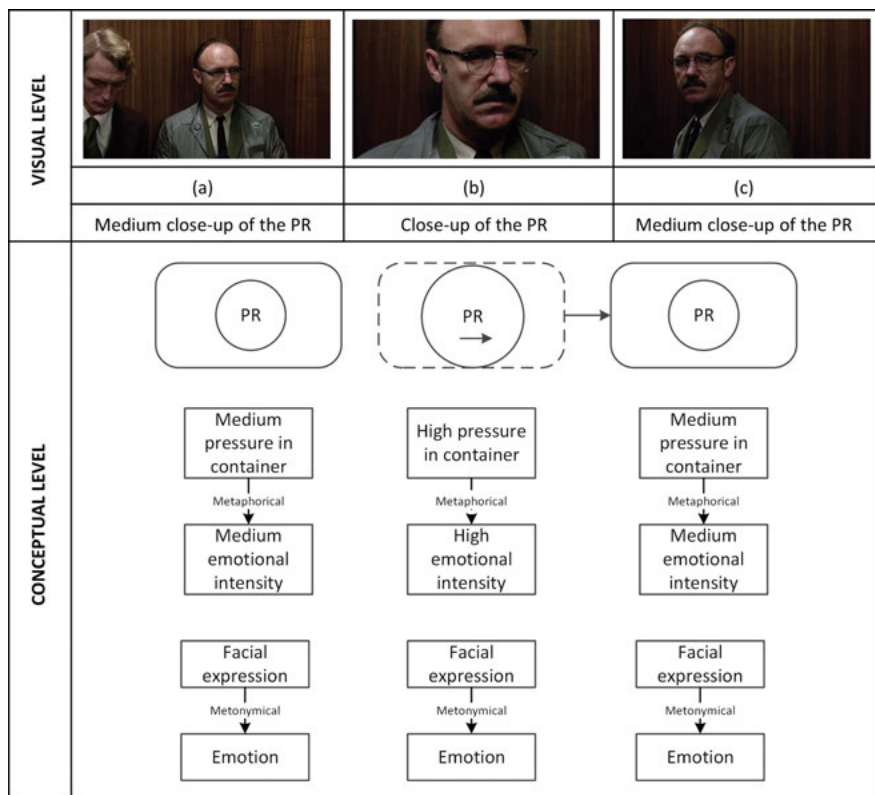 VISUAL LEVEL
(a)
(b)
(c)
Medium close-up of the PR
Close-up of the PR
Medium close-up of the PR
CONCEPTUAL LEVEL
PR
PR
PR
Medium
pressure in
container
High pressure
in container
Medium
pressure in
container
Metaphorical
Metaphorical
Metaphorical
Medium
emotional
intensity
High
emotional
intensity
Medium
emotional
intensity
Facial
expression
Facial
expression
Facial
expression
Metonymical
Metonymical
Metonymical
Emotion
Emotion
Emotion